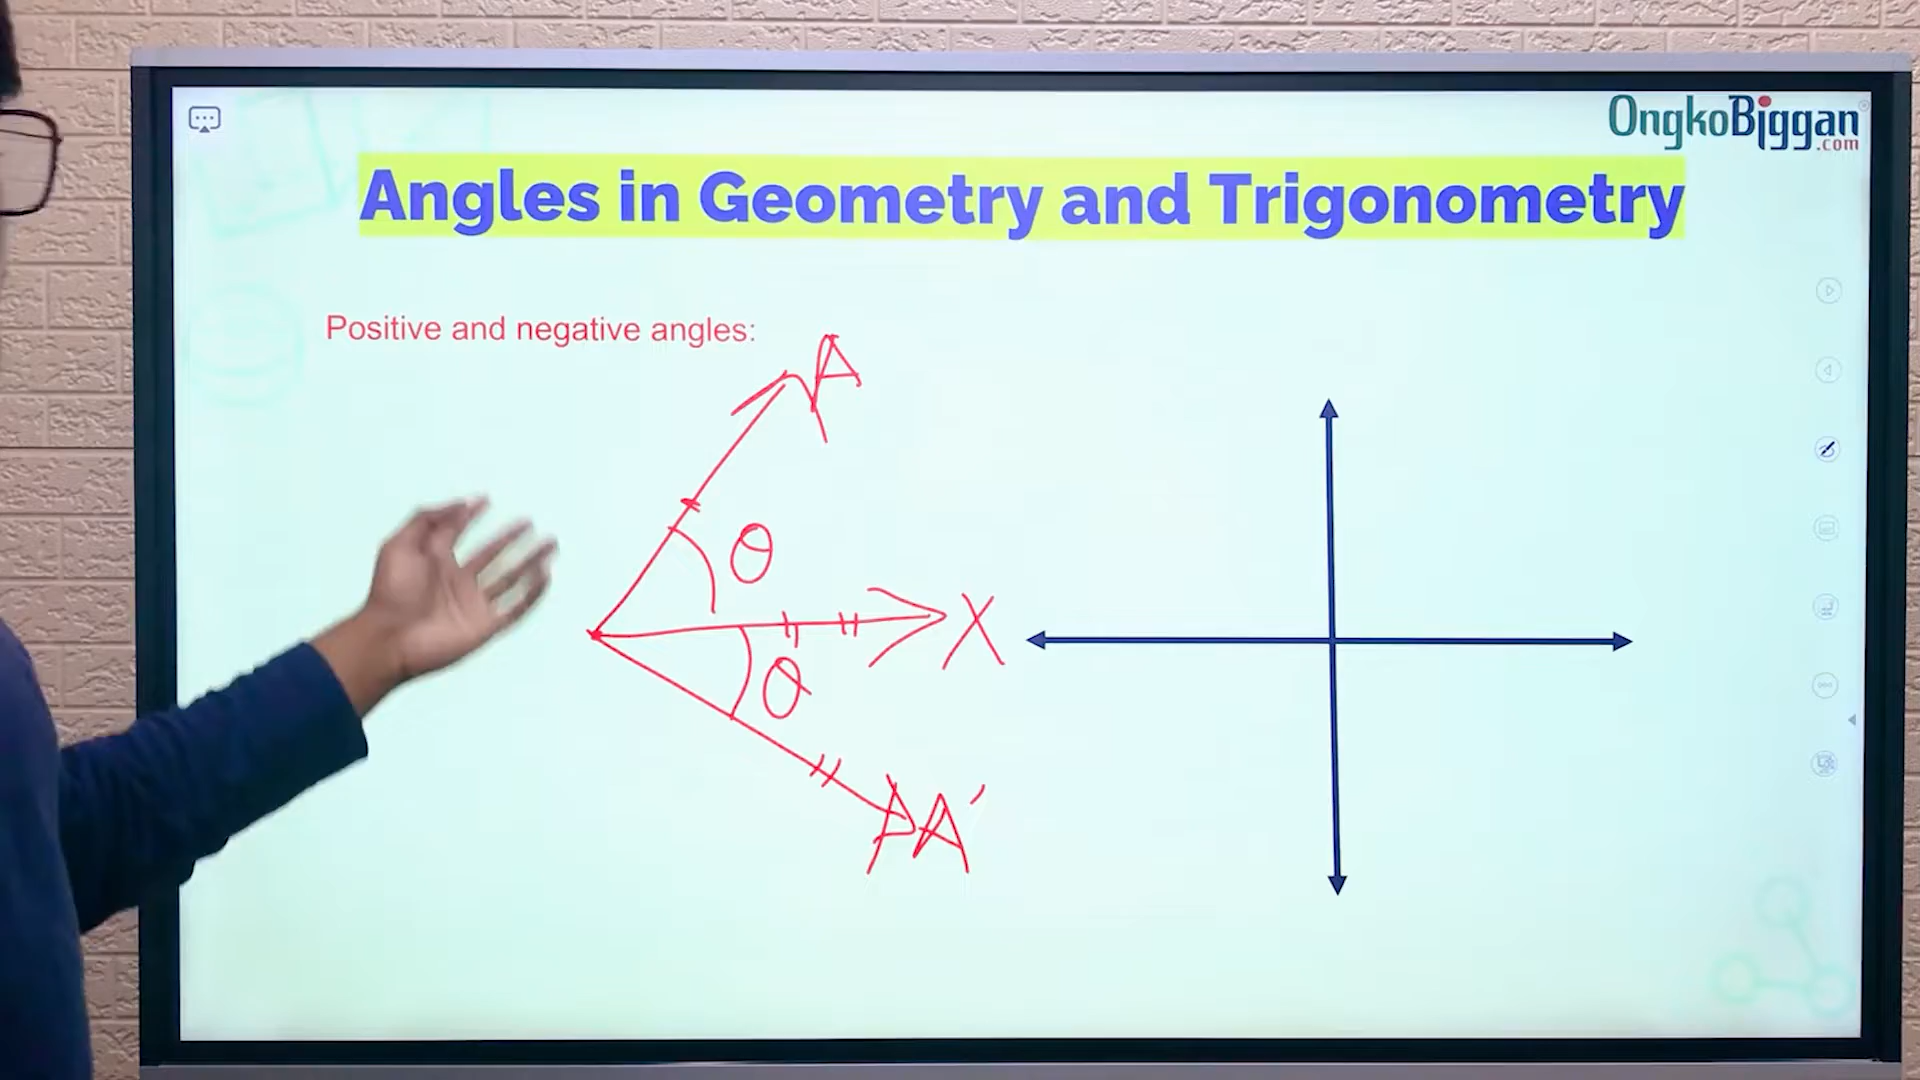 OngkoBiggan
.com
Angles in Geometry and Trigonometry
Positive and negative angles:
A
θ
X
θ
A'